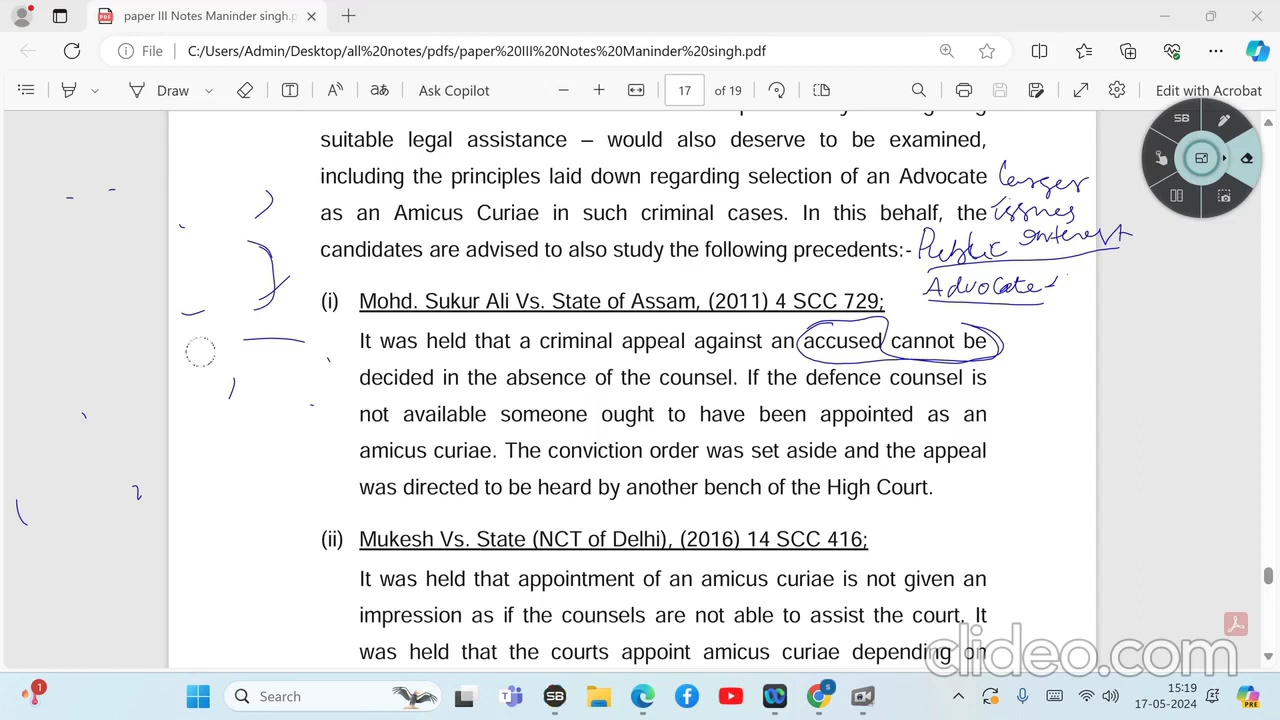 paper III Notes Maninder singh.p
File
C:/Users/Admin/Desktop/all%20notes/pdfs/paper%20III%20Notes%20Maninder%20singh.pdf
Draw
Ask Copilot
17
of 19
Edit with Acrobat
SB
suitable legal assistance – would also deserve to be examined,
including the principles laid down regarding selection of an Advocate
Larger
as an Amicus Curiae in such criminal cases. In this behalf, the
issues
candidates are advised to also study the following precedents:-
Public interest
Advocate
(i) Mohd. Sukur Ali Vs. State of Assam, (2011) 4 SCC 729;
It was held that a criminal appeal against an accused cannot be
decided in the absence of the counsel. If the defence counsel is
not available someone ought to have been appointed as an
amicus curiae. The conviction order was set aside and the appeal
was directed to be heard by another bench of the High Court.
(ii) Mukesh Vs. State (NCT of Delhi), (2016) 14 SCC 416;
It was held that appointment of an amicus curiae is not given an
impression as if the counsels are not able to assist the court. It
was held that the courts appoint amicus curiae depending on
clideo.com
1
Search
SB
5
15:19
17-05-2024
PRE